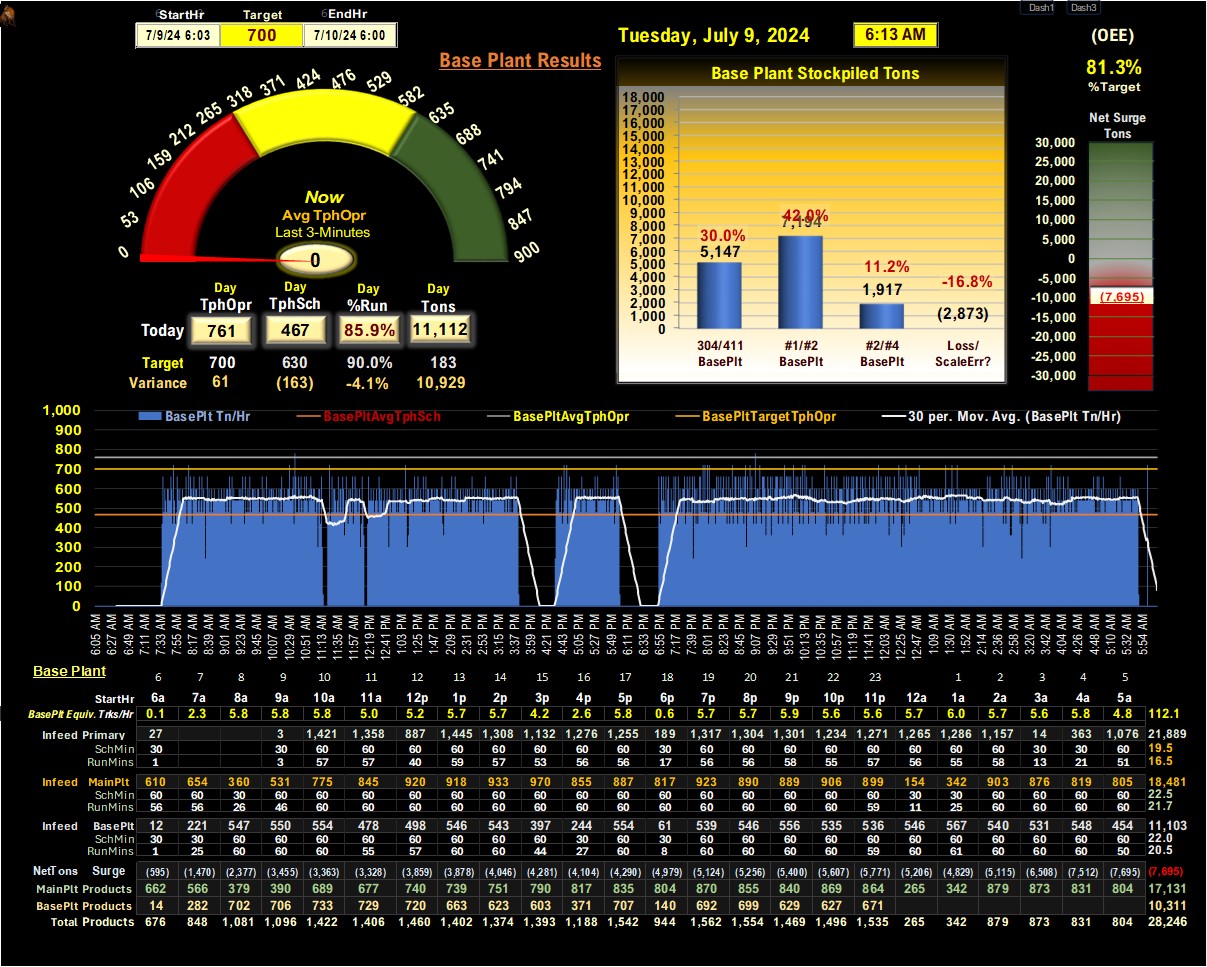 Dash1 Dash3
StartHr Target EndHr
7/9/24 6:03 700 7/10/24 6:00
Tuesday, July 9, 2024 6:13 AM
(OEE)
81.3%
%Target
Base Plant Results
0 53 106 159 212 265 318 371 424 476 529 582 635 688 741 794 847 900
Now
Avg TphOpr
Last 3-Minutes
0
Day Day Day Day
TphOpr TphSch %Run Tons
Today 761 467 85.9% 11,112
Target 700 630 90.0% 183
Variance 61 (163) -4.1% 10,929
Base Plant Stockpiled Tons
18,000
17,000
16,000
15,000
14,000
13,000
12,000
11,000
10,000
9,000
8,000
7,000
6,000
5,000
4,000
3,000
2,000
1,000
0
30.0% 42.0% 11.2% -16.8%
5,147 7,194 1,917 (2,873)
304/411 #1/#2 #2/#4 Loss/
BasePlt BasePlt BasePlt ScaleErr?
Net Surge
Tons
30,000
25,000
20,000
15,000
10,000
5,000
0
-5,000
-10,000
-15,000
-20,000
-25,000
-30,000
(7,695)
BasePlt Tn/Hr BasePltAvgTphSch BasePltAvgTphOpr BasePltTargetTphOpr 30 per. Mov. Avg. (BasePlt Tn/Hr)
1,000
900
800
700
600
500
400
300
200
100
0
6:05 AM 6:27 AM 6:49 AM 7:11 AM 7:33 AM 7:55 AM 8:17 AM 8:39 AM 9:01 AM 9:23 AM 9:45 AM 10:07 AM 10:29 AM 10:51 AM 11:13 AM 11:35 AM 11:57 AM 12:19 PM 12:41 PM 1:03 PM 1:25 PM 1:47 PM 2:09 PM 2:31 PM 2:53 PM 3:15 PM 3:37 PM 3:59 PM 4:21 PM 4:43 PM 5:05 PM 5:27 PM 5:49 PM 6:11 PM 6:33 PM 6:55 PM 7:17 PM 7:39 PM 8:01 PM 8:23 PM 8:45 PM 9:07 PM 9:29 PM 9:51 PM 10:13 PM 10:35 PM 10:57 PM 11:19 PM 11:41 PM 12:03 AM 12:25 AM 12:47 AM 1:09 AM 1:30 AM 1:52 AM 2:14 AM 2:36 AM 2:58 AM 3:20 AM 3:42 AM 4:04 AM 4:26 AM 4:48 AM 5:10 AM 5:32 AM 5:54 AM
Base Plant
6 7 8 9 10 11 12 13 14 15 16 17 18 19 20 21 22 23 1 2 3 4 5
StartHr 6a 7a 8a 9a 10a 11a 12p 1p 2p 3p 4p 5p 6p 7p 8p 9p 10p 11p 12a 1a 2a 3a 4a 5a
BasePlt Equiv. Trks/Hr 0.1 2.3 5.8 5.8 5.8 5.0 5.2 5.7 5.7 4.2 2.6 5.8 0.6 5.7 5.7 5.9 5.6 5.6 5.7 6.0 5.7 5.6 5.8 4.8 112.1
Infeed Primary 27 3 1,421 1,358 887 1,445 1,308 1,132 1,276 1,255 189 1,317 1,304 1,301 1,234 1,271 1,265 1,286 1,157 14 363 1,076 21,889
SchMin 30 30 60 60 60 60 60 60 60 60 30 60 60 60 60 60 60 60 60 30 30 60 19.5
RunMins 1 3 57 57 40 59 57 53 56 56 17 56 56 58 55 57 56 55 58 13 21 51 16.5
Infeed MainPlt 610 654 360 531 775 845 920 918 933 970 855 887 817 923 890 889 906 899 154 342 903 876 819 805 18,481
SchMin 60 60 30 60 60 60 60 60 60 60 60 60 60 60 60 60 60 60 30 30 60 60 60 60 22.5
RunMins 56 56 26 46 60 60 60 60 60 60 60 60 60 60 60 60 60 59 11 25 60 60 60 60 21.7
Infeed BasePlt 12 221 547 550 554 478 498 546 543 397 244 554 61 539 546 556 535 536 546 567 540 531 548 454 11,103
SchMin 30 30 60 60 60 60 60 60 60 60 30 60 30 60 60 60 60 60 60 60 60 60 60 60 22.0
RunMins 1 25 60 60 55 57 60 60 60 44 27 60 8 60 60 60 60 59 60 61 60 60 60 50 20.5
NetTons Surge (595) (1,470) (2,377) (3,455) (3,363) (3,328) (3,859) (3,878) (4,046) (4,281) (4,104) (4,290) (4,979) (5,124) (5,256) (5,400) (5,607) (5,771) (5,206) (4,829) (5,115) (6,508) (7,512) (7,695) (7,695)
MainPlt Products 662 566 379 390 689 677 740 739 751 790 817 835 804 870 855 840 869 864 265 342 879 873 831 804 17,131
BasePlt Products 14 282 702 706 733 729 720 663 623 603 371 707 140 692 699 629 627 671 10,311
Total Products 676 848 1,081 1,096 1,422 1,406 1,460 1,402 1,374 1,393 1,188 1,542 944 1,562 1,554 1,469 1,496 1,535 265 342 879 873 831 804 28,246